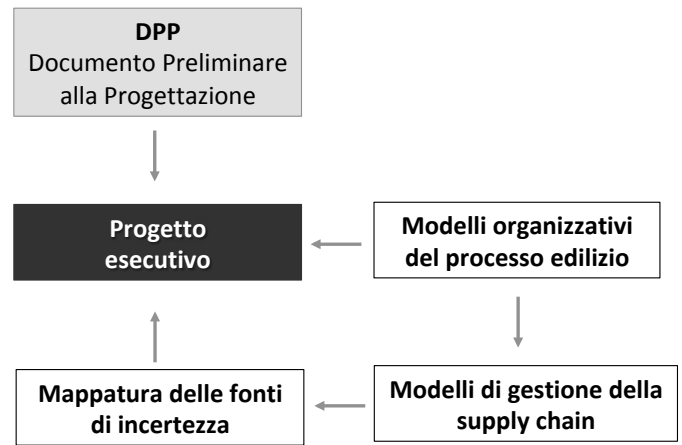 DPP
Documento Preliminare
alla Progettazione
Progetto
esecutivo
Modelli organizzativi
del processo edilizio
Mappatura delle fonti
di incertezza
Modelli di gestione della
supply chain